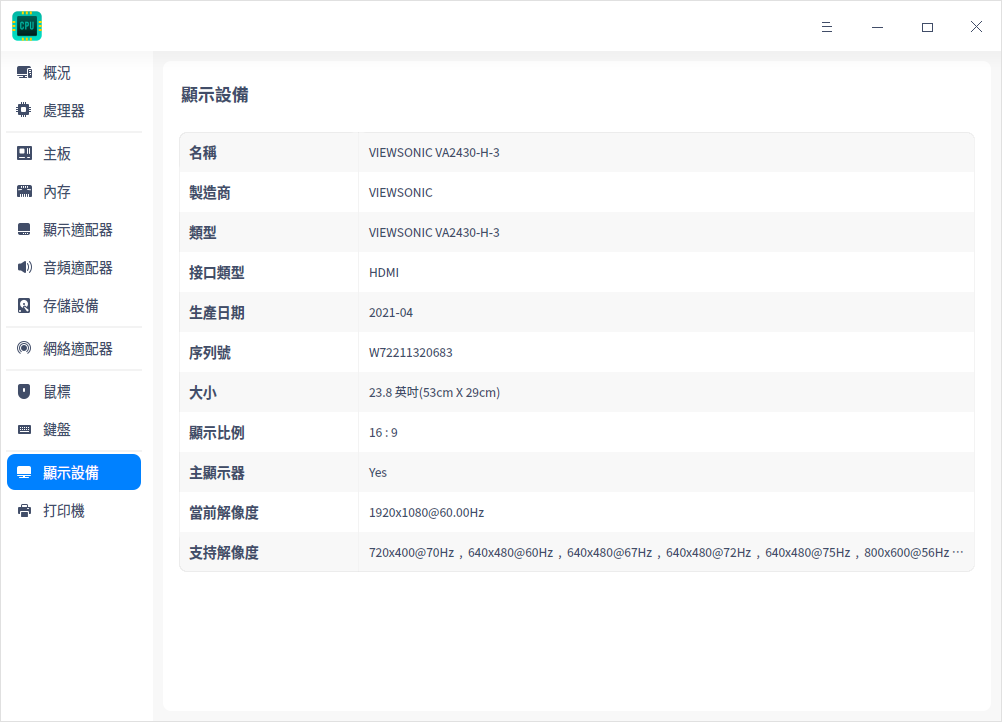 CPU
概況
處理器
主板
內存
顯示適配器
音頻適配器
存儲設備
網絡適配器
鼠標
鍵盤
顯示設備
打印機
顯示設備
名稱 VIEWSONIC VA2430-H-3
製造商 VIEWSONIC
類型 VIEWSONIC VA2430-H-3
接口類型 HDMI
生產日期 2021-04
序列號 W72211320683
大小 23.8 英吋(53cm X 29cm)
顯示比例 16 : 9
主顯示器 Yes
當前解像度 1920x1080@60.00Hz
支持解像度 720x400@70Hz , 640x480@60Hz , 640x480@67Hz , 640x480@72Hz , 640x480@75Hz , 800x600@56Hz …